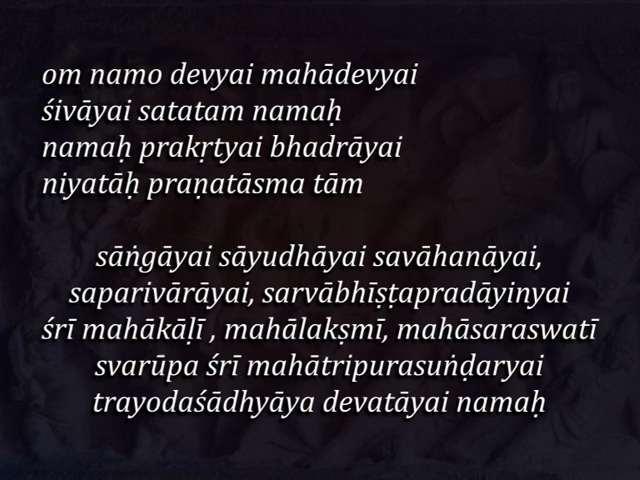 om namo devyai mahādevyai
śivāyai satatam namaḥ
namaḥ prakṛtyai bhadrāyai
niyatāḥ praṇatāsma tām
sāṅgāyai sāyudhāyai savāhanāyai,
saparivārāyai, sarvābhīṣṭapradāyinyai
śrī mahākāḷī , mahālakṣmī, mahāsaraswatī
svarūpa śrī mahātripurasuṅḍaryai
trayodaśādhyāya devatāyai namaḥ